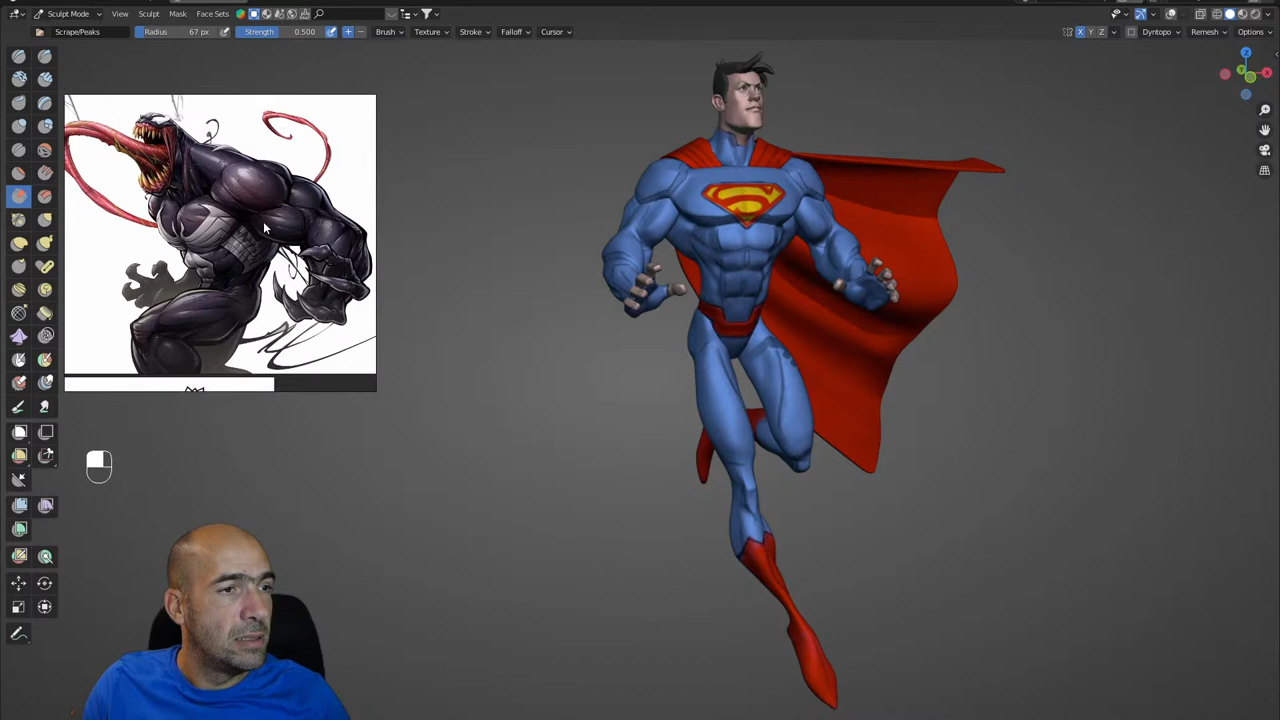 Sculpt Mode View Sculpt Mask Face Sets
Scrape/Peaks Radius 67 px Strength 0.500 + − Brush Texture Stroke Falloff Cursor X Y Z Dyntopo Remesh Options
Z
Y X
S